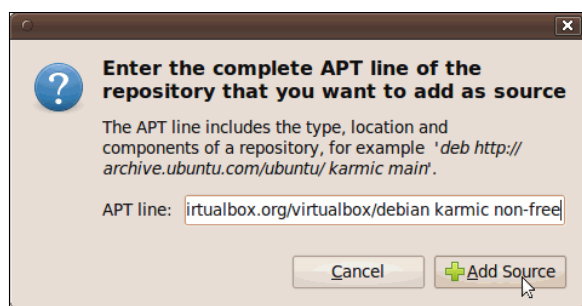 Enter the complete APT line of the
repository that you want to add as source
The APT line includes the type, location and
components of a repository, for example 'deb http://
archive.ubuntu.com/ubuntu/ karmic main'.
APT line: irtualbox.org/virtualbox/debian karmic non-free
Cancel Add Source